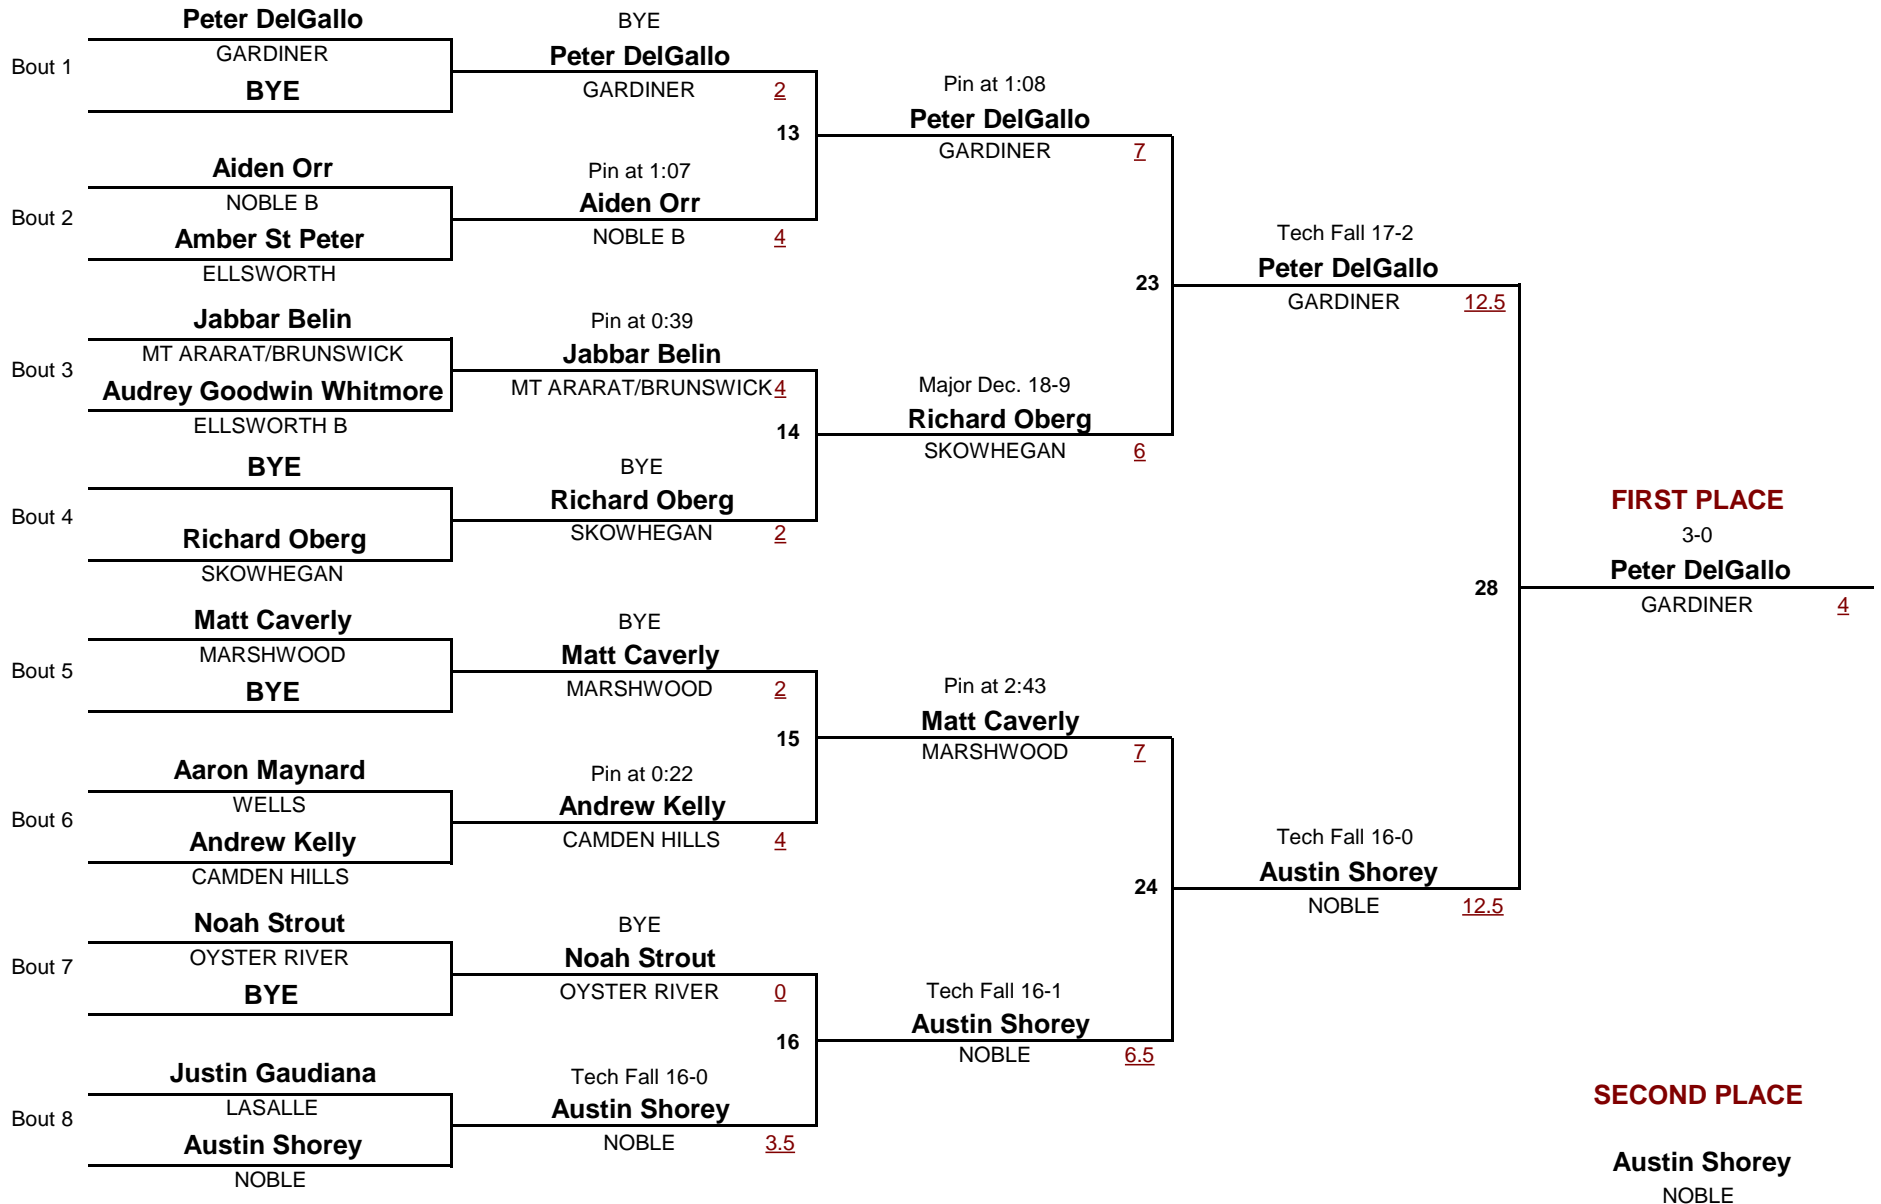 Peter DelGallo
Bout 1
GARDINER
BYE
Aiden Orr
Bout 2
NOBLE B
Amber St Peter
ELLSWORTH
Jabbar Belin
Bout 3
MT ARARAT/BRUNSWICK
Audrey Goodwin Whitmore
ELLSWORTH B
BYE
Bout 4
Richard Oberg
SKOWHEGAN
Matt Caverly
Bout 5
MARSHWOOD
BYE
Aaron Maynard
Bout 6
WELLS
Andrew Kelly
CAMDEN HILLS
Noah Strout
Bout 7
OYSTER RIVER
BYE
Justin Gaudiana
Bout 8
LASALLE
Austin Shorey
NOBLE
BYE
Peter DelGallo
GARDINER 2
13
Pin at 1:07
Aiden Orr
NOBLE B 4
Pin at 0:39
Jabbar Belin
MT ARARAT/BRUNSWICK 4
14
BYE
Richard Oberg
SKOWHEGAN 2
BYE
Matt Caverly
MARSHWOOD 2
15
Pin at 0:22
Andrew Kelly
CAMDEN HILLS 4
BYE
Noah Strout
OYSTER RIVER 0
16
Tech Fall 16-0
Austin Shorey
NOBLE 3.5
Pin at 1:08
Peter DelGallo
GARDINER 7
23
Major Dec. 18-9
Richard Oberg
SKOWHEGAN 6
Pin at 2:43
Matt Caverly
MARSHWOOD 7
24
Tech Fall 16-1
Austin Shorey
NOBLE 6.5
Tech Fall 17-2
Peter DelGallo
GARDINER 12.5
28
Tech Fall 16-0
Austin Shorey
NOBLE 12.5
FIRST PLACE
3-0
Peter DelGallo
GARDINER 4
SECOND PLACE
Austin Shorey
NOBLE